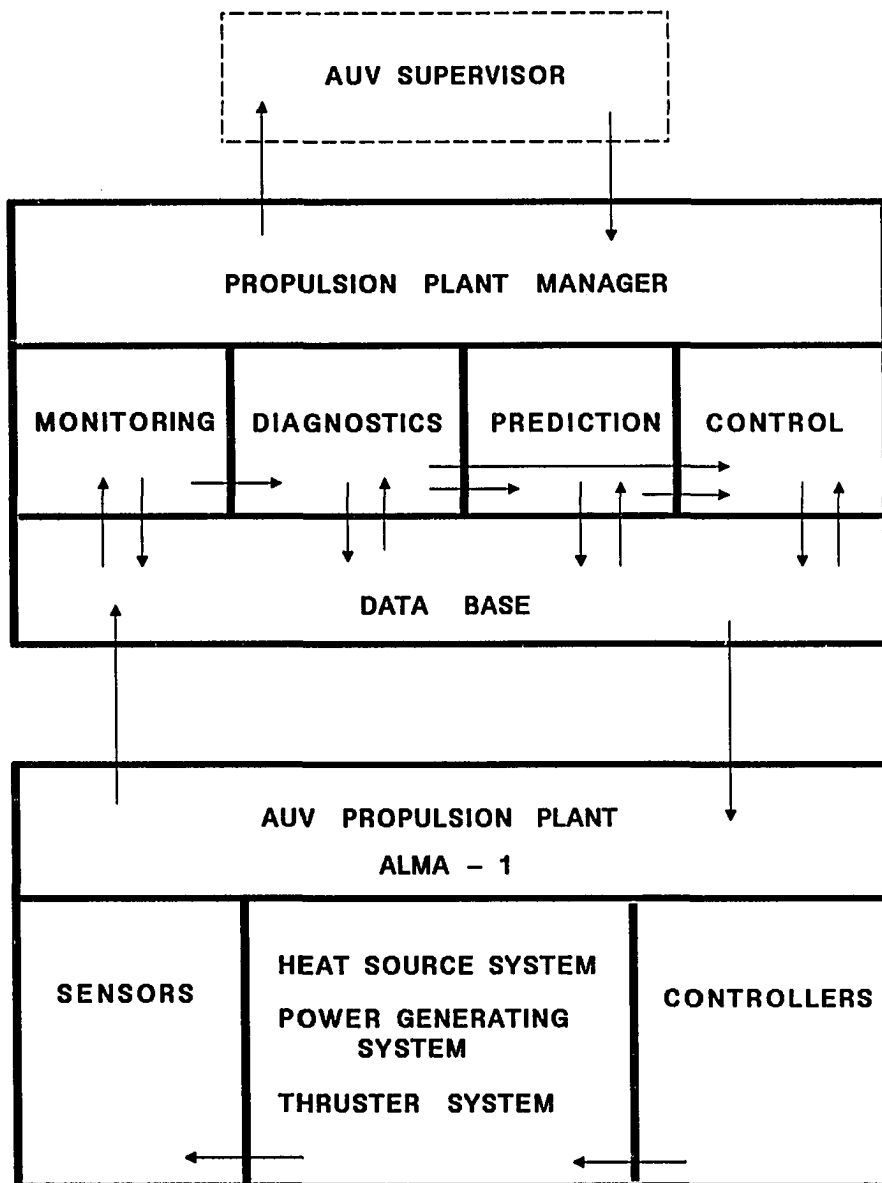 AUV SUPERVISOR
PROPULSION PLANT MANAGER
MONITORING
DIAGNOSTICS
PREDICTION
CONTROL
DATA BASE
AUV PROPULSION PLANT
ALMA – 1
SENSORS
HEAT SOURCE SYSTEM
POWER GENERATING
SYSTEM
THRUSTER SYSTEM
CONTROLLERS